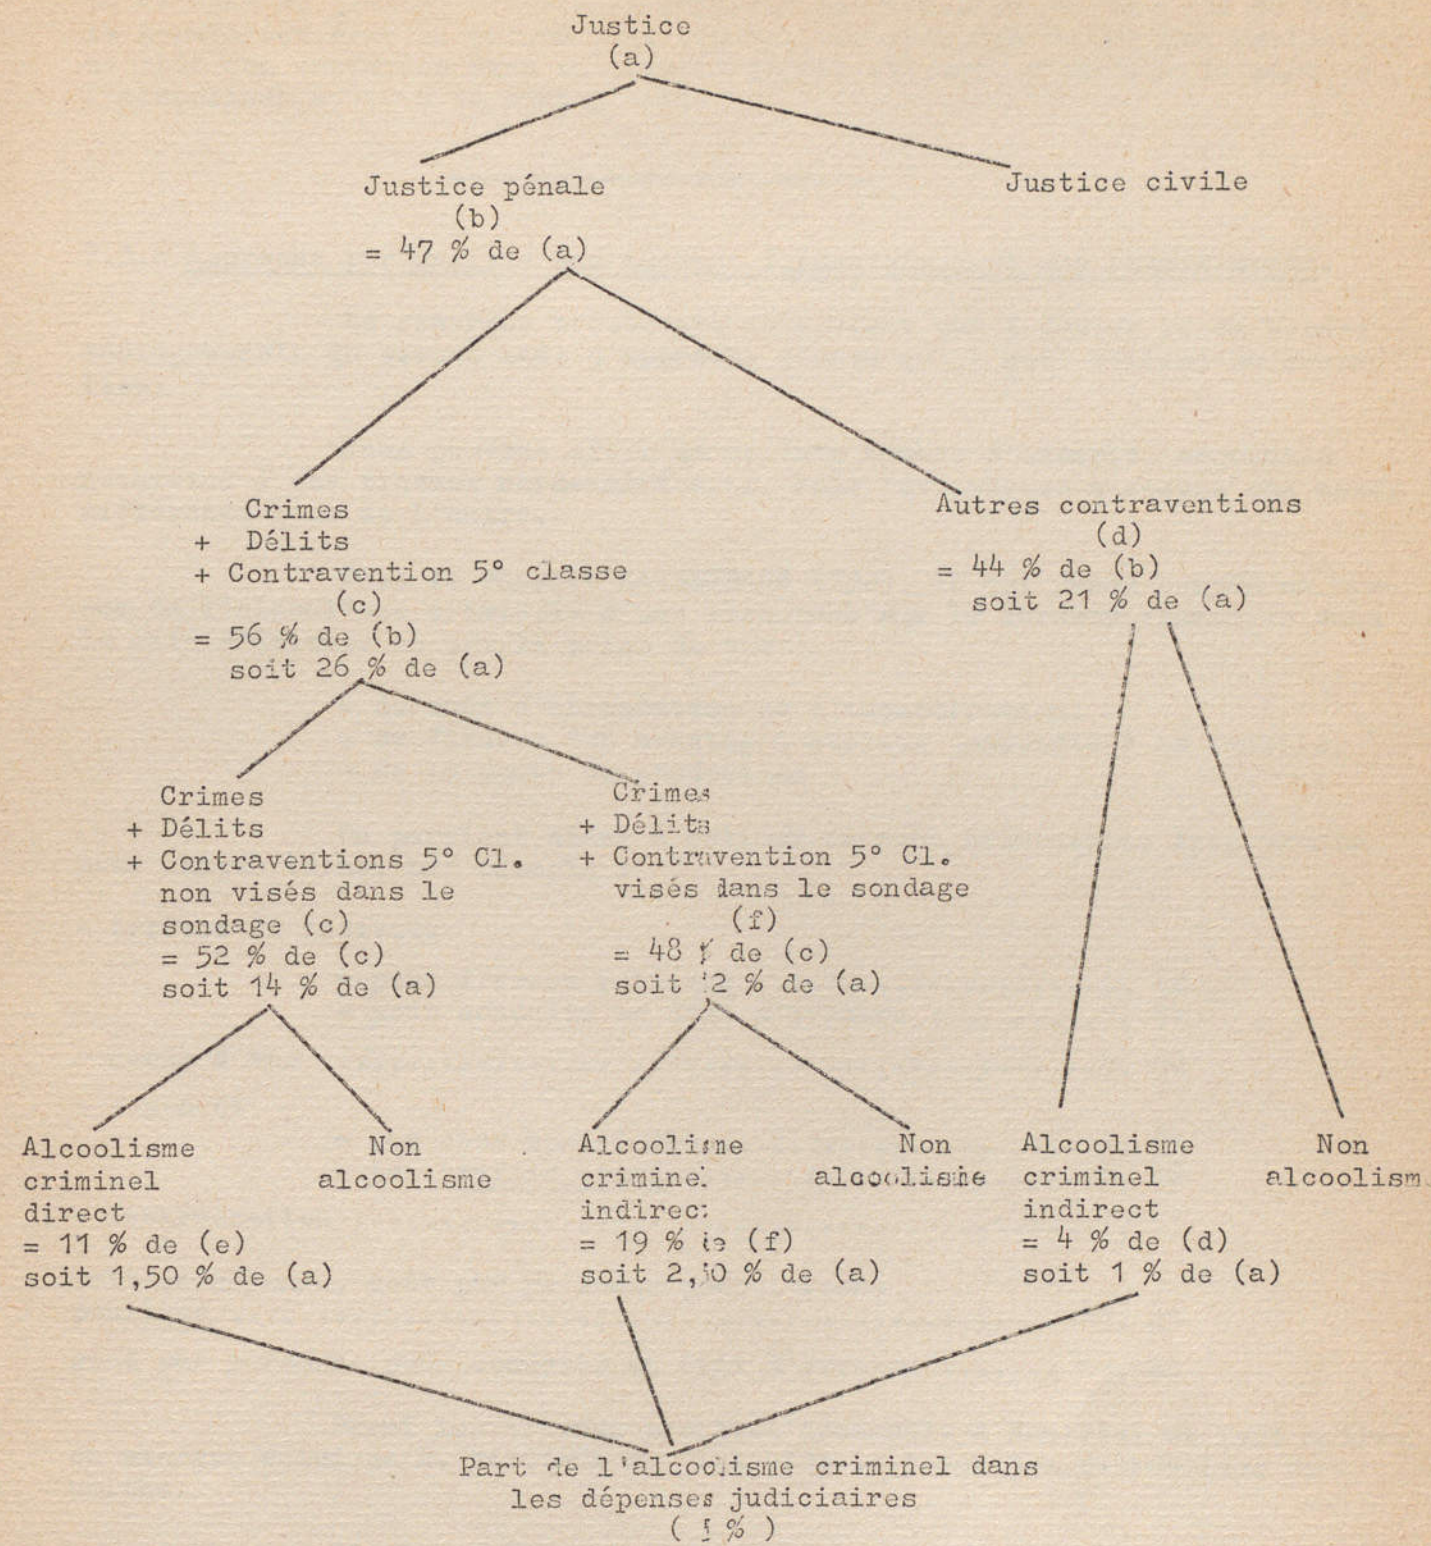 Justice
(a)
Justice pénale
(b)
= 47 % de (a)
Justice civile
Crimes
+ Délits
+ Contravention 5° classe
(c)
= 56 % de (b)
soit 26 % de (a)
Autres contraventions
(d)
= 44 % de (b)
soit 21 % de (a)
Crimes
+ Délits
+ Contraventions 5° Cl.
non visés dans le
sondage (c)
= 52 % de (c)
soit 14 % de (a)
Crimes
+ Délits
+ Contravention 5° Cl.
visés dans le sondage
(f)
= 48 % de (c)
soit 2 % de (a)
Alcoolisme
criminel
direct
= 11 % de (e)
soit 1,50 % de (a)
Non
alcoolisme
Alcoolisme
criminel
indirect
= 19 % de (f)
soit % de (a)
Non
alcoolisme
Alcoolisme
criminel
indirect
= 4 % de (d)
soit 1 % de (a)
Non
alcoolism
Part de l'alcoolisme criminel dans
les dépenses judiciaires
( % )